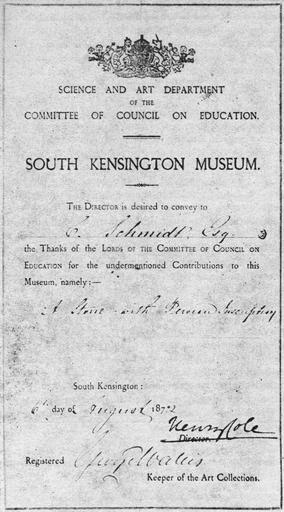 SCIENCE AND ART DEPARTMENT
OF THE
COMMITTEE OF COUNCIL ON EDUCATION.
SOUTH KENSINGTON MUSEUM.
THE DIRECTOR is desired to convey to
Schmidt Esq
the Thanks of the LORDS OF THE COMMITTEE OF COUNCIL ON
EDUCATION for the undermentioned Contributions to this
Museum, namely:—
A Stone with Inscription
South Kensington:
day of August 1872
Henry Cole
Director.
Registered George Wallis
Keeper of the Art Collections.